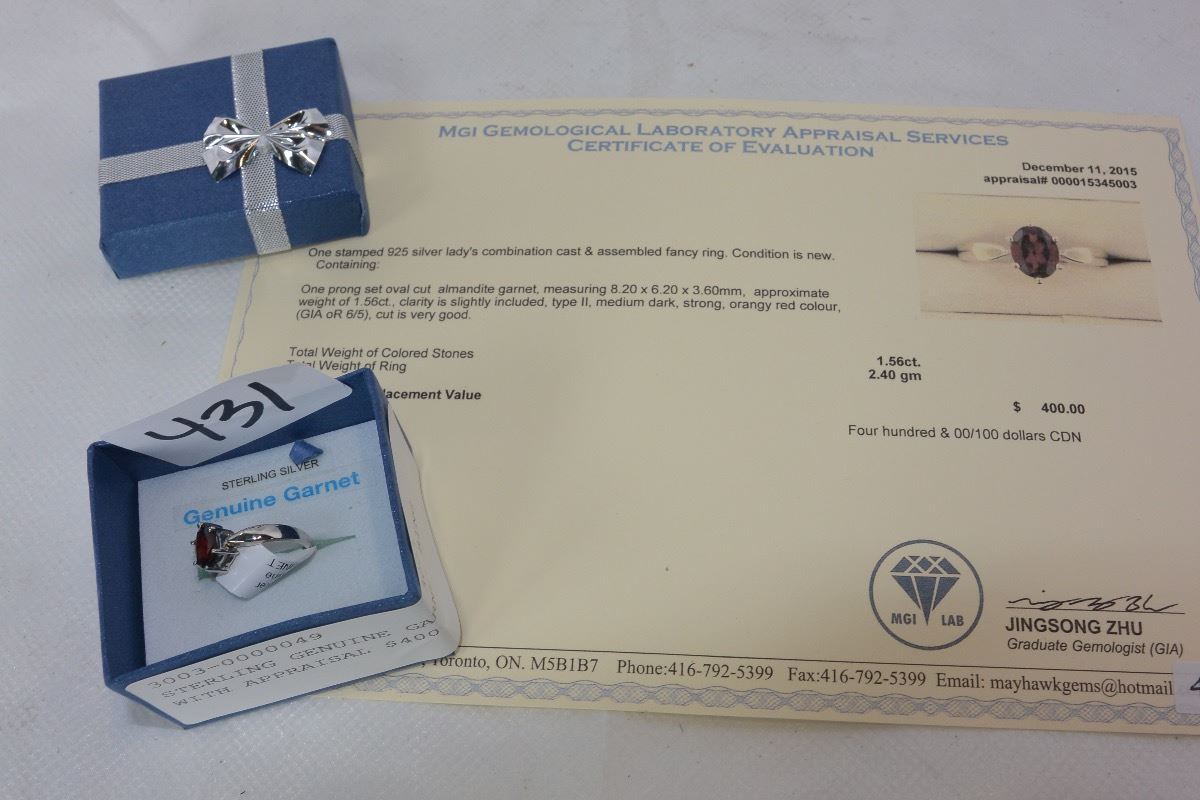 MGI GEMOLOGICAL LABORATORY APPRAISAL SERVICES
CERTIFICATE OF EVALUATION
December 11, 2015
appraisal# 000015345003
One stamped 925 silver lady's combination cast & assembled fancy ring. Condition is new.
Containing:
One prong set oval cut almandite garnet, measuring 8.20 x 6.20 x 3.60mm, approximate
weight of 1.56ct., clarity is slightly included, type II, medium dark, strong, orangy red colour,
(GIA oR 6/5), cut is very good.
Total Weight of Colored Stones 1.56ct.
Total Weight of Ring 2.40 gm
lacement Value
$ 400.00
Four hundred & 00/100 dollars CDN
MGI LAB
JINGSONG ZHU
Graduate Gemologist (GIA)
, Toronto, ON. M5B1B7 Phone:416-792-5399 Fax:416-792-5399 Email: mayhawkgems@hotmail
431
STERLING SILVER
Genuine Garnet
3003-0000049
STERLING GENUINE GA
WITH APPRAISAL $400